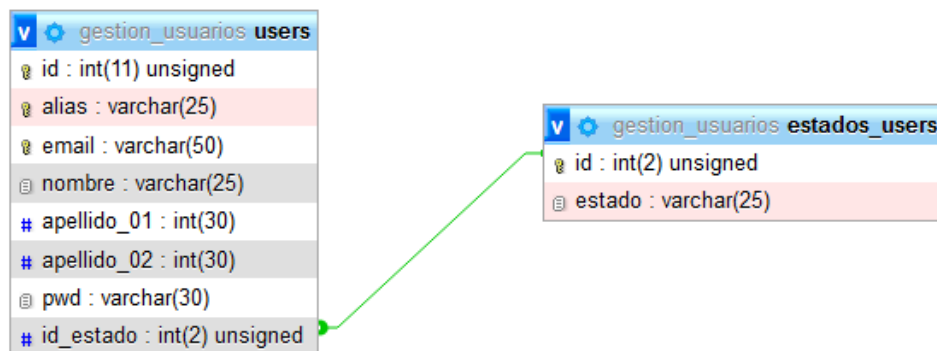 v gestion_usuarios users
id : int(11) unsigned
alias : varchar(25)
email : varchar(50)
nombre : varchar(25)
# apellido_01 : int(30)
# apellido_02 : int(30)
pwd : varchar(30)
# id_estado : int(2) unsigned
v gestion_usuarios estados_users
id : int(2) unsigned
estado : varchar(25)